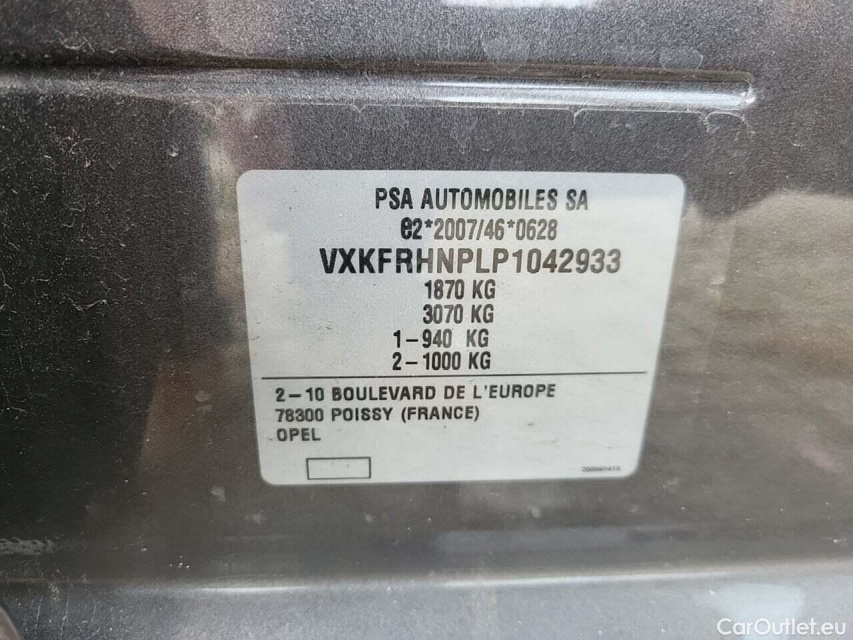 PSA AUTOMOBILES SA
e2*2007/46*0628
VXKFRHNPLP1042933
1870 KG
3070 KG
1-940 KG
2-1000 KG
2-10 BOULEVARD DE L'EUROPE
78300 POISSY (FRANCE)
OPEL
CarOutlet.eu